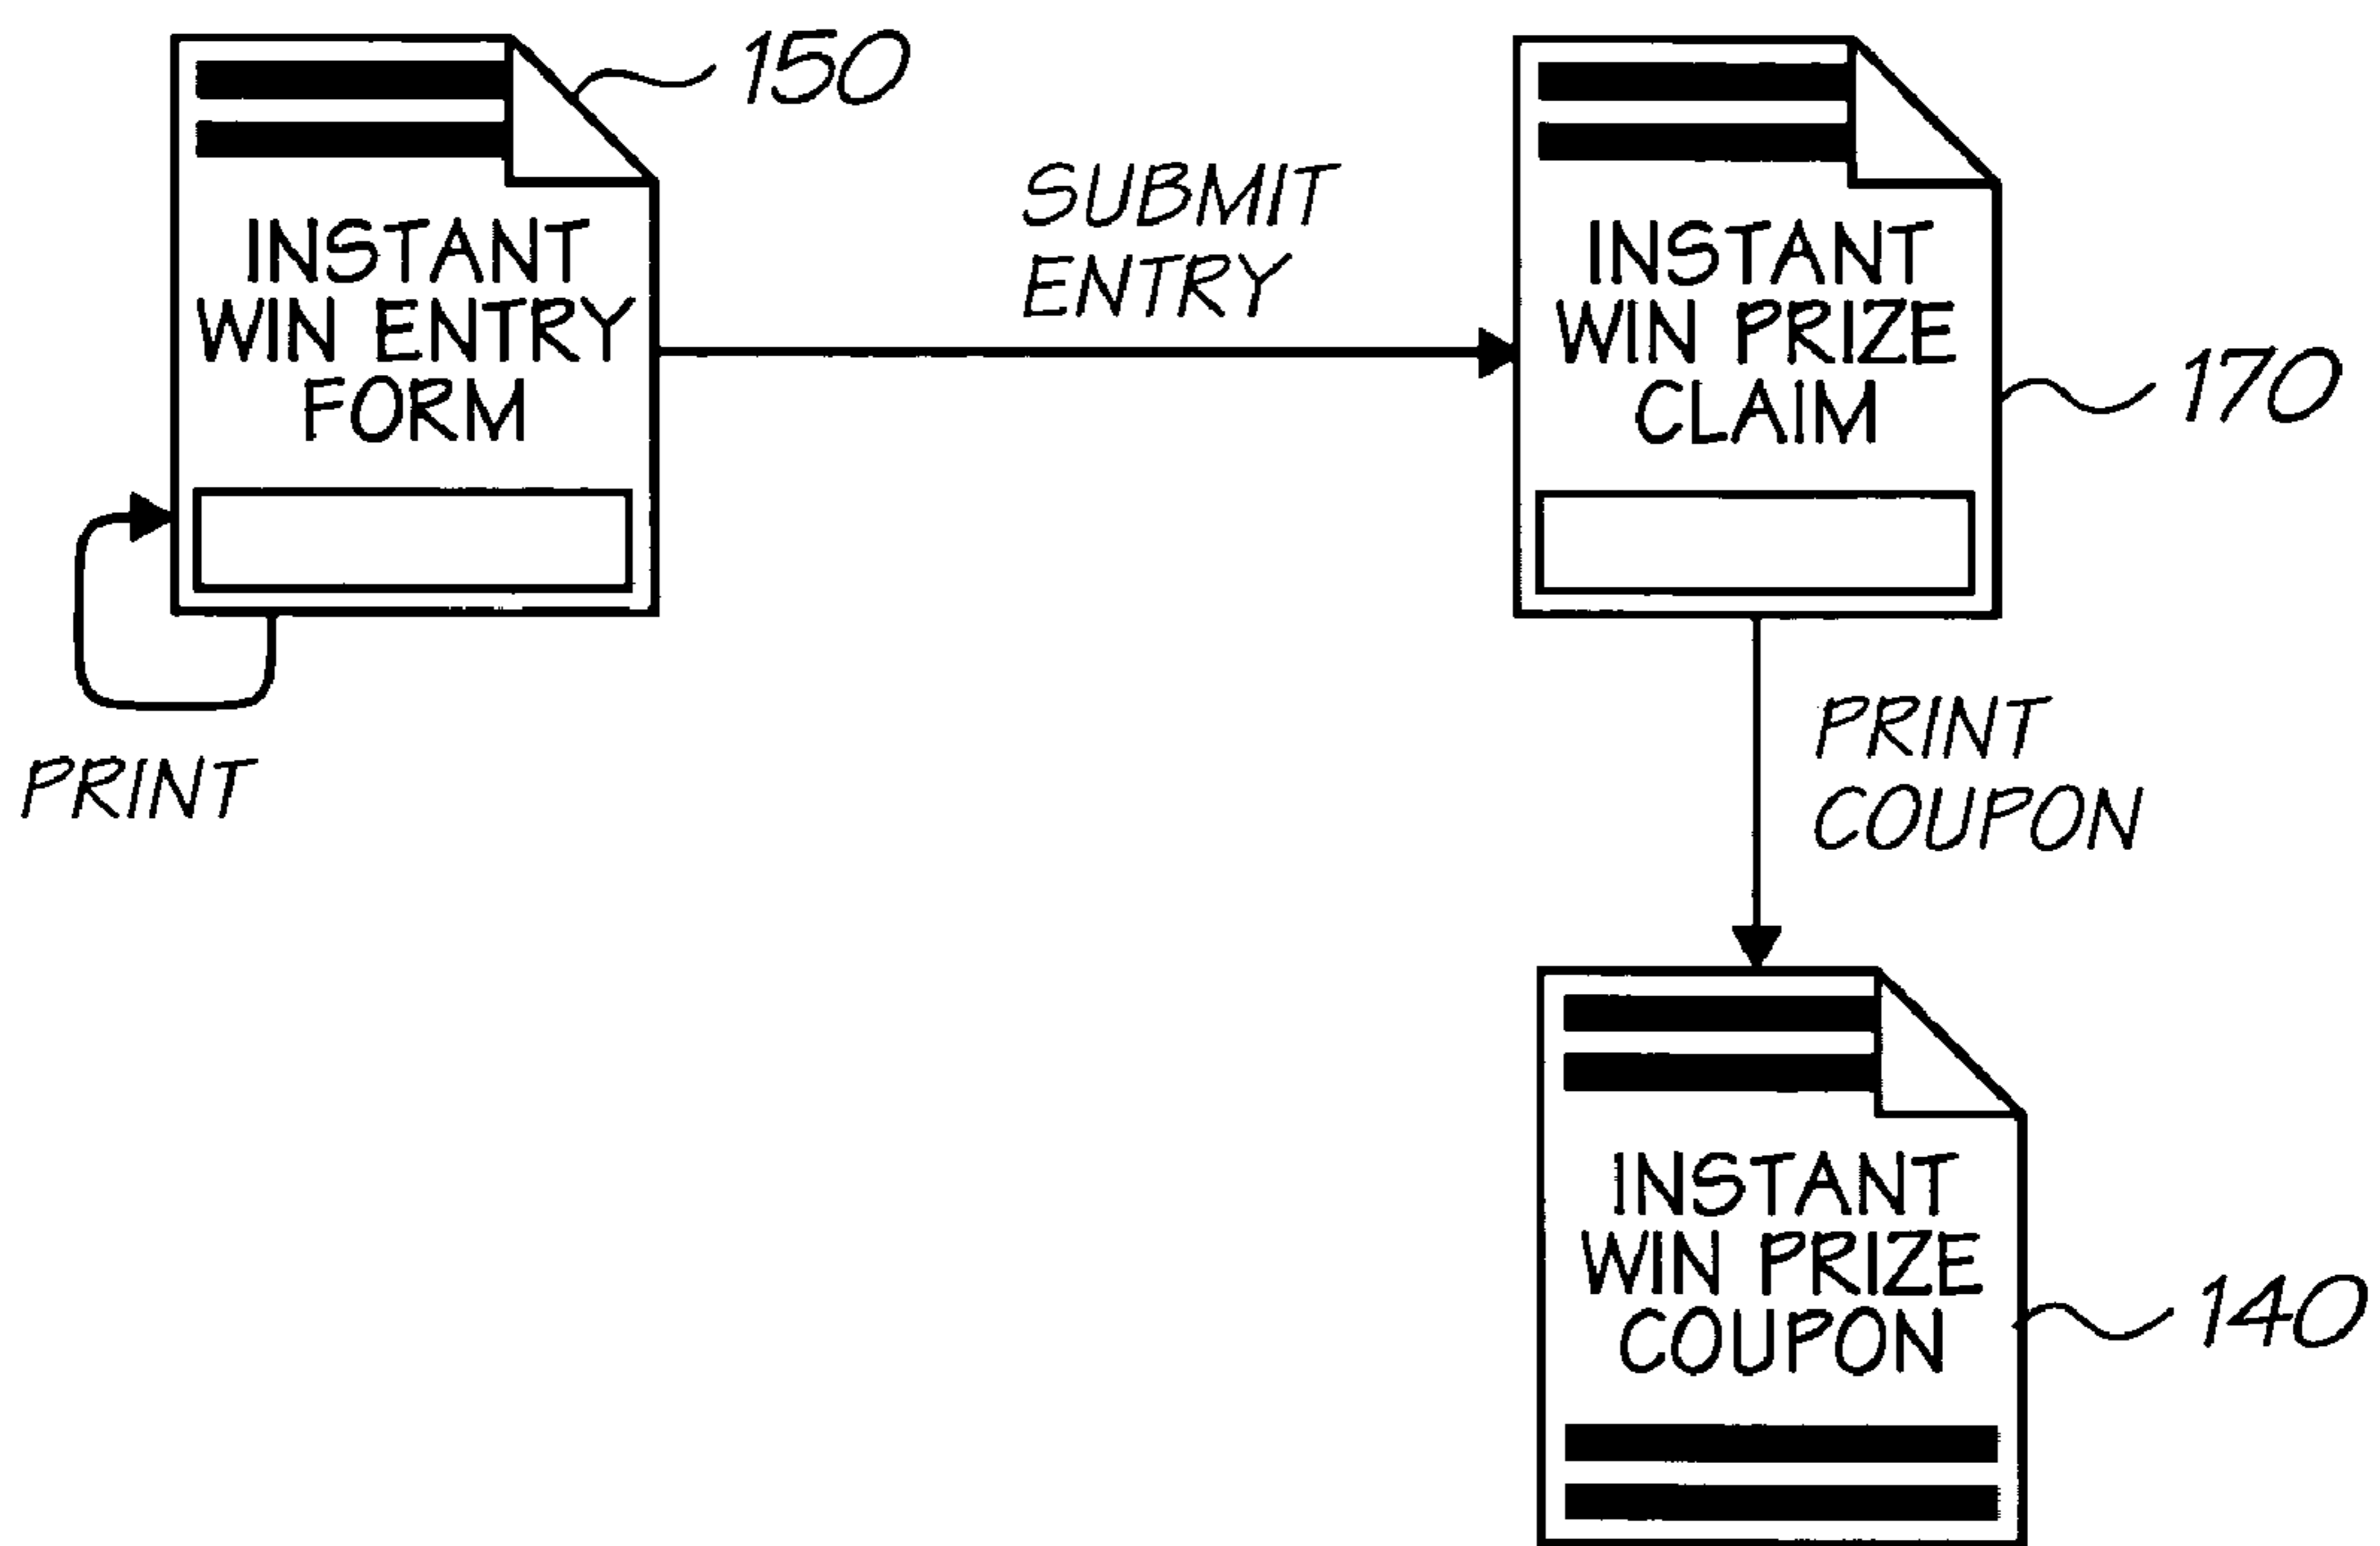 150
INSTANT
WIN ENTRY
FORM
PRINT
SUBMIT
ENTRY
INSTANT
WIN PRIZE
CLAIM
170
PRINT
COUPON
INSTANT
WIN PRIZE
COUPON
140